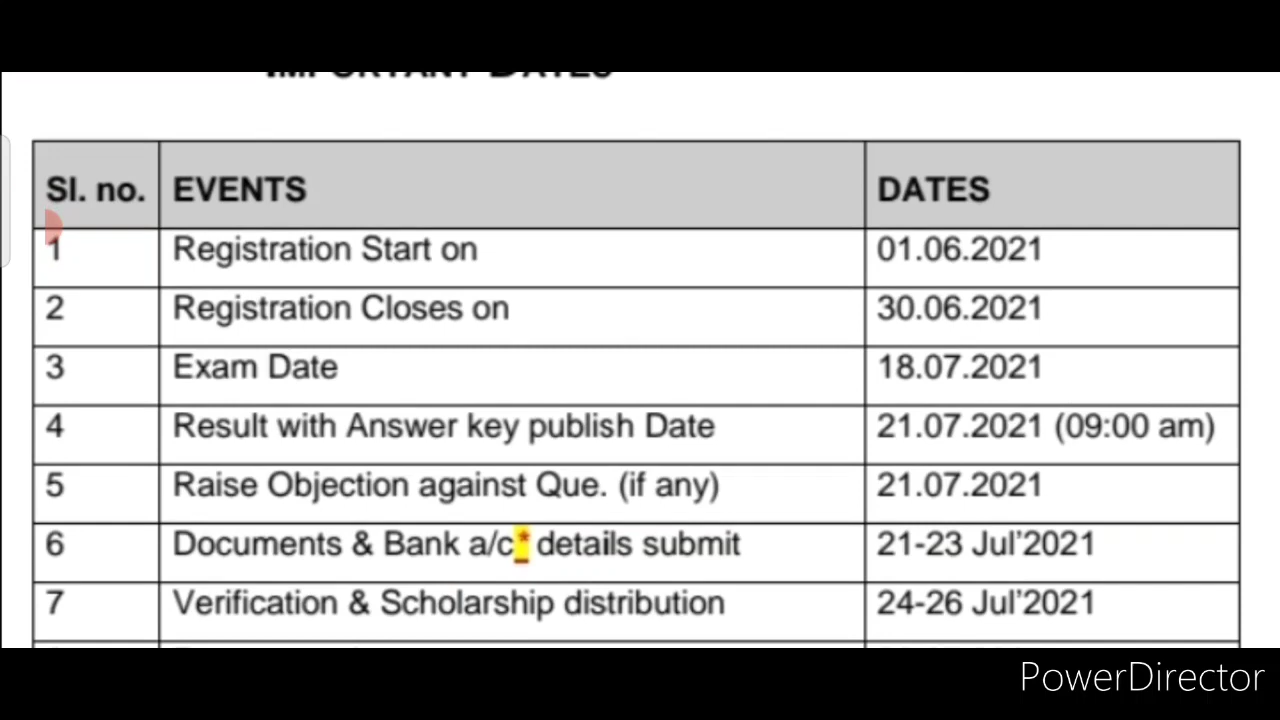 IMPORTANT DATES
Sl. no. EVENTS DATES
1 Registration Start on 01.06.2021
2 Registration Closes on 30.06.2021
3 Exam Date 18.07.2021
4 Result with Answer key publish Date 21.07.2021 (09:00 am)
5 Raise Objection against Que. (if any) 21.07.2021
6 Documents & Bank a/c* details submit 21-23 Jul’2021
7 Verification & Scholarship distribution 24-26 Jul’2021
PowerDirector